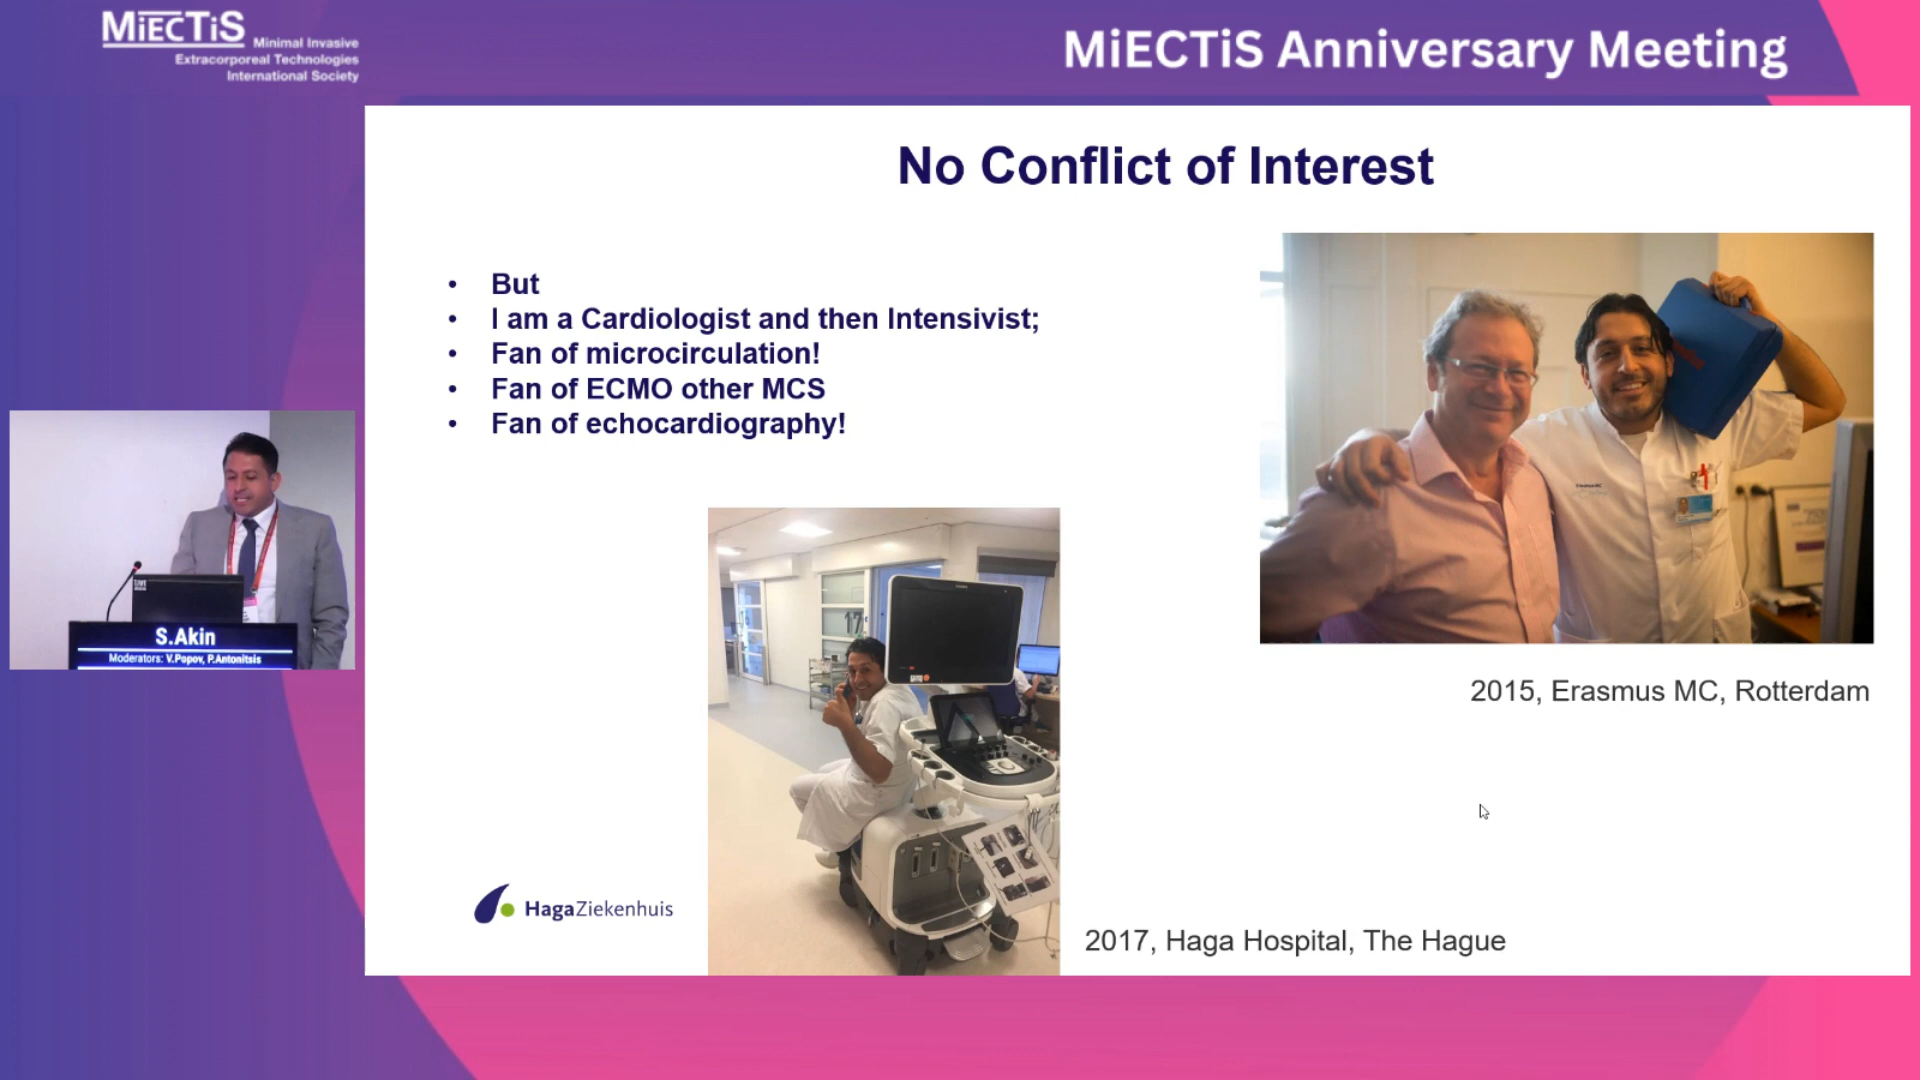 MiECTiS
Minimal Invasive
Extracorporeal Technologies
International Society
MiECTiS Anniversary Meeting
No Conflict of Interest
• But
• I am a Cardiologist and then Intensivist;
• Fan of microcirculation!
• Fan of ECMO other MCS
• Fan of echocardiography!
S.Akin
Moderators: V.Popov, P.Antonitsis
17
2015, Erasmus MC, Rotterdam
HagaZiekenhuis
2017, Haga Hospital, The Hague